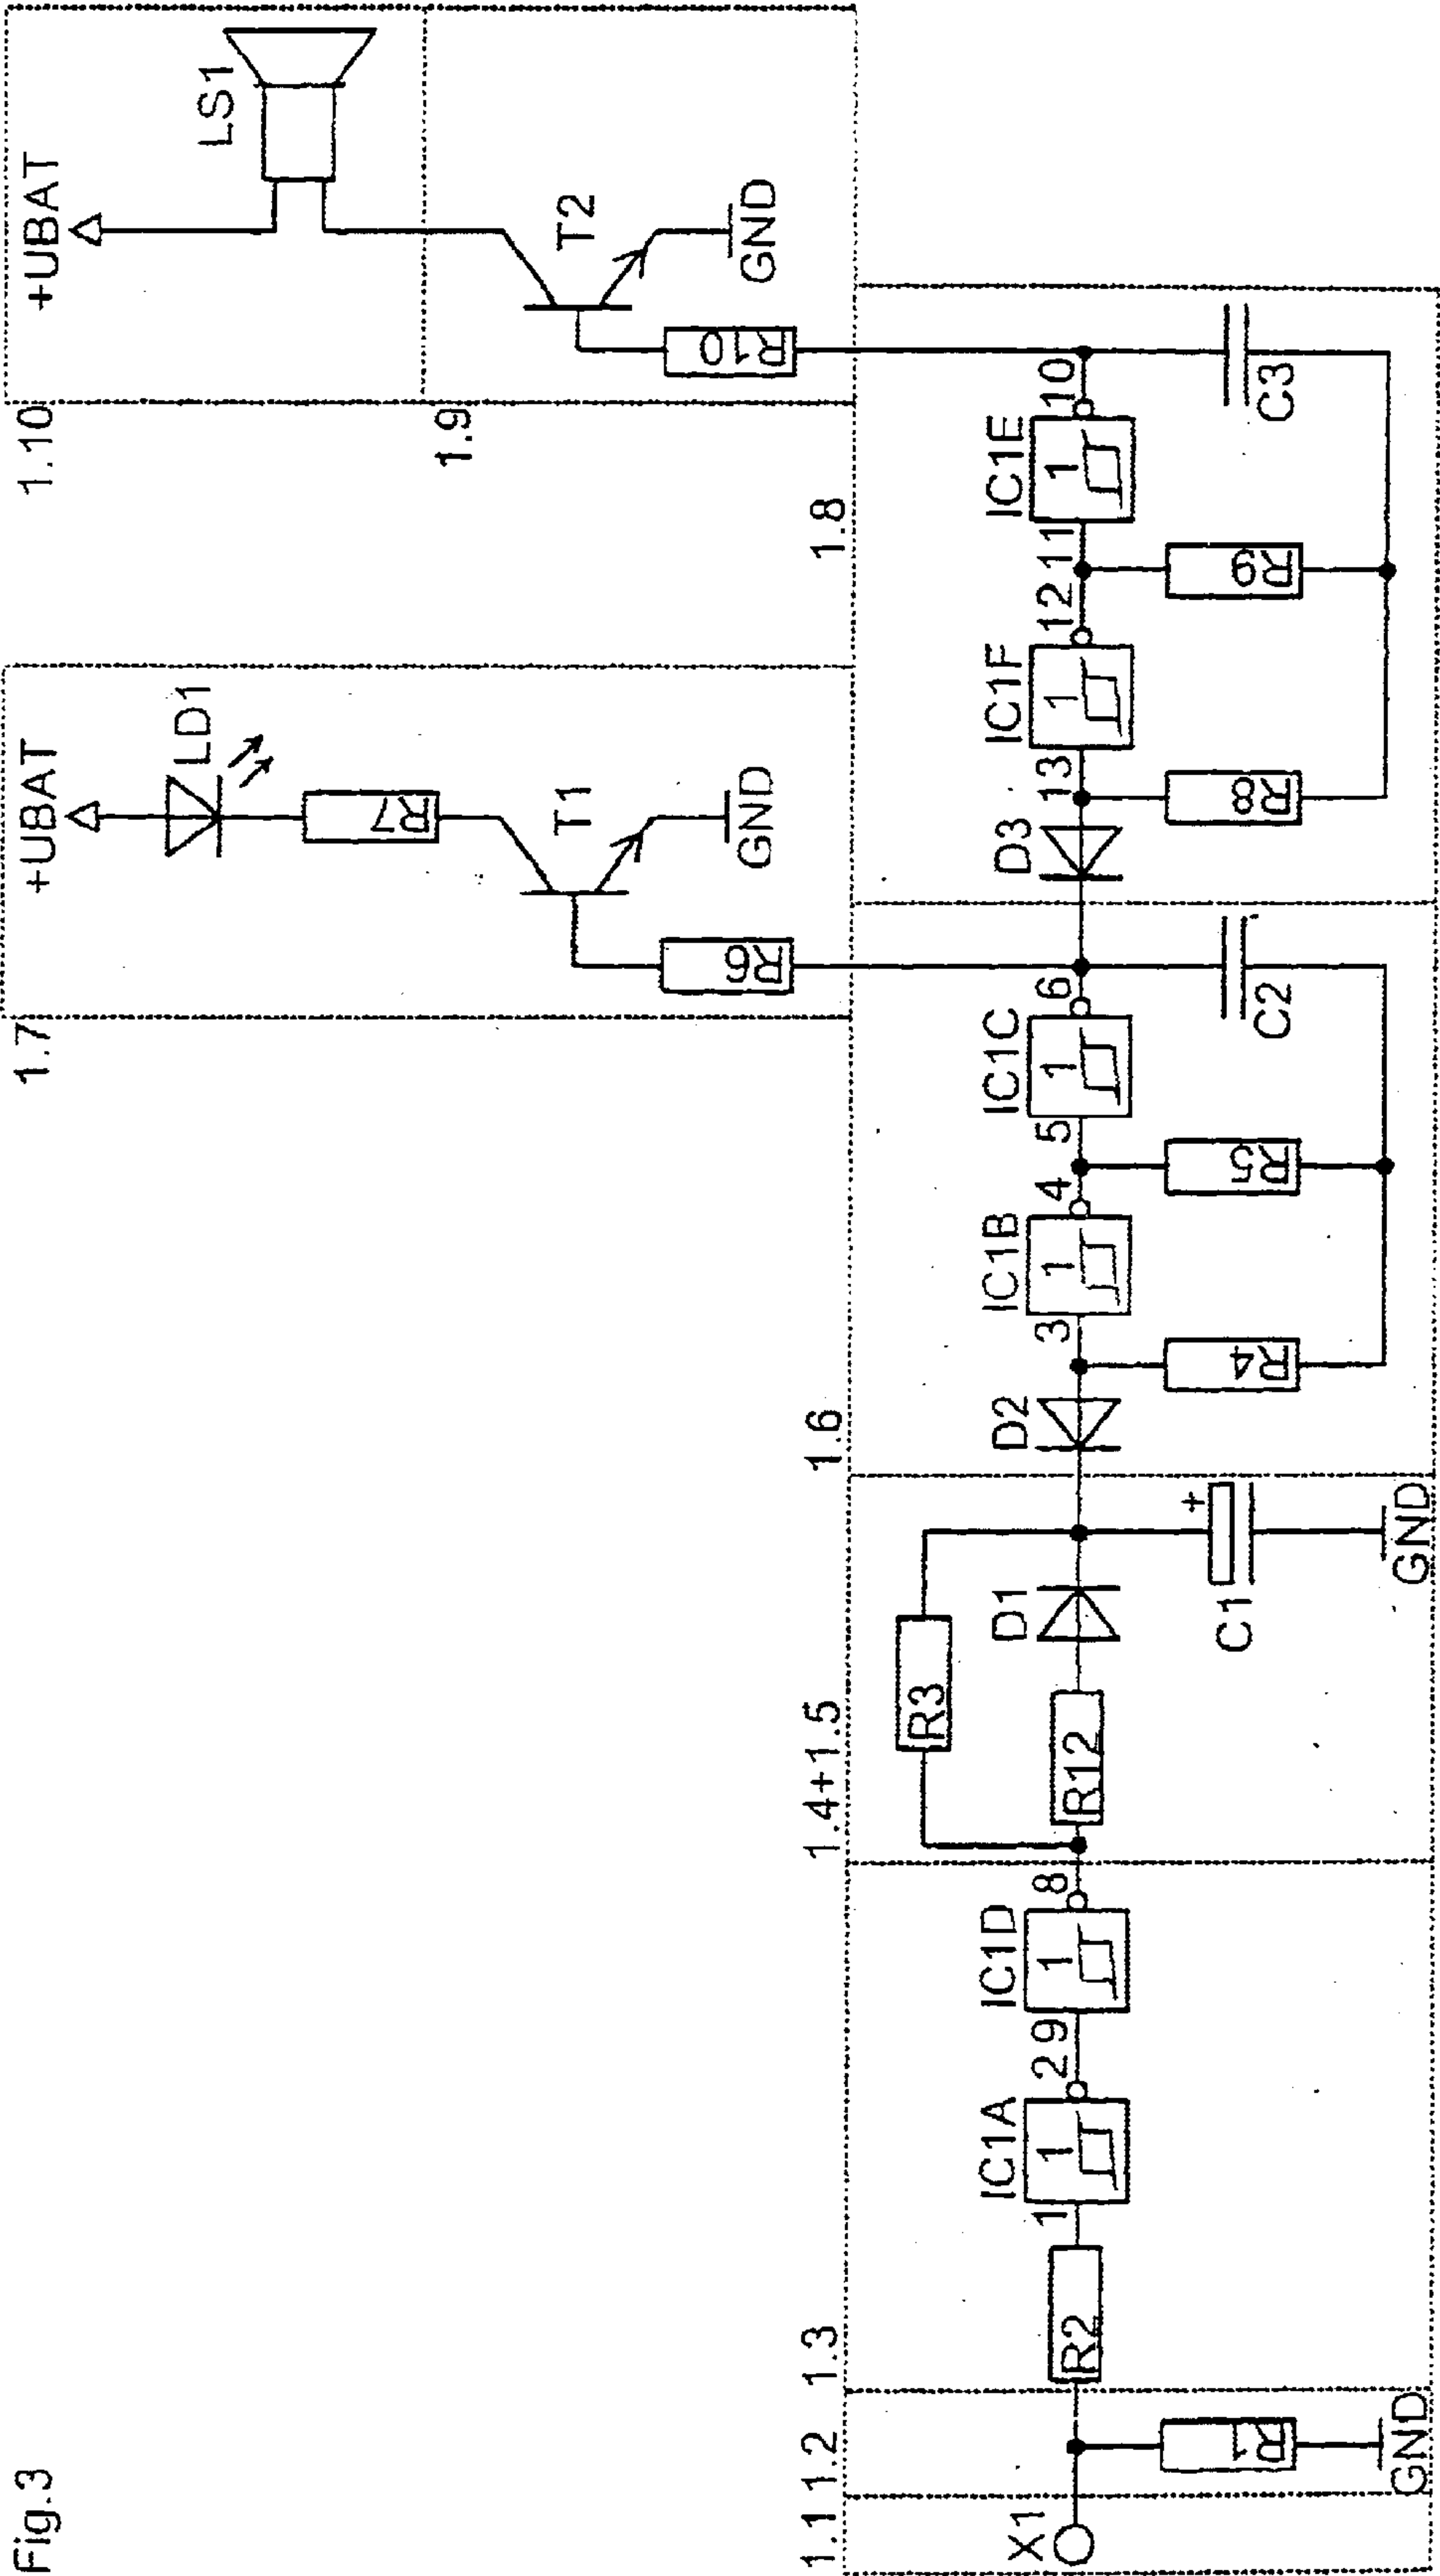 Fig.3
1.10
+UBAT
LS1
1.9
T2
GND
R10
1.7
+UBAT
LD1
R7
T1
GND
R6
1.1
X1
1.2
R1
GND
1.3
R2
1
IC1A
1
2
9
IC1D
1
8
1.4+1.5
R3
R12
D1
+
C1
GND
1.6
D2
R4
3
IC1B
1
4
R5
5
IC1C
1
6
C2
1.8
D3
R8
13
IC1F
1
12
R9
11
IC1E
1
10
C3